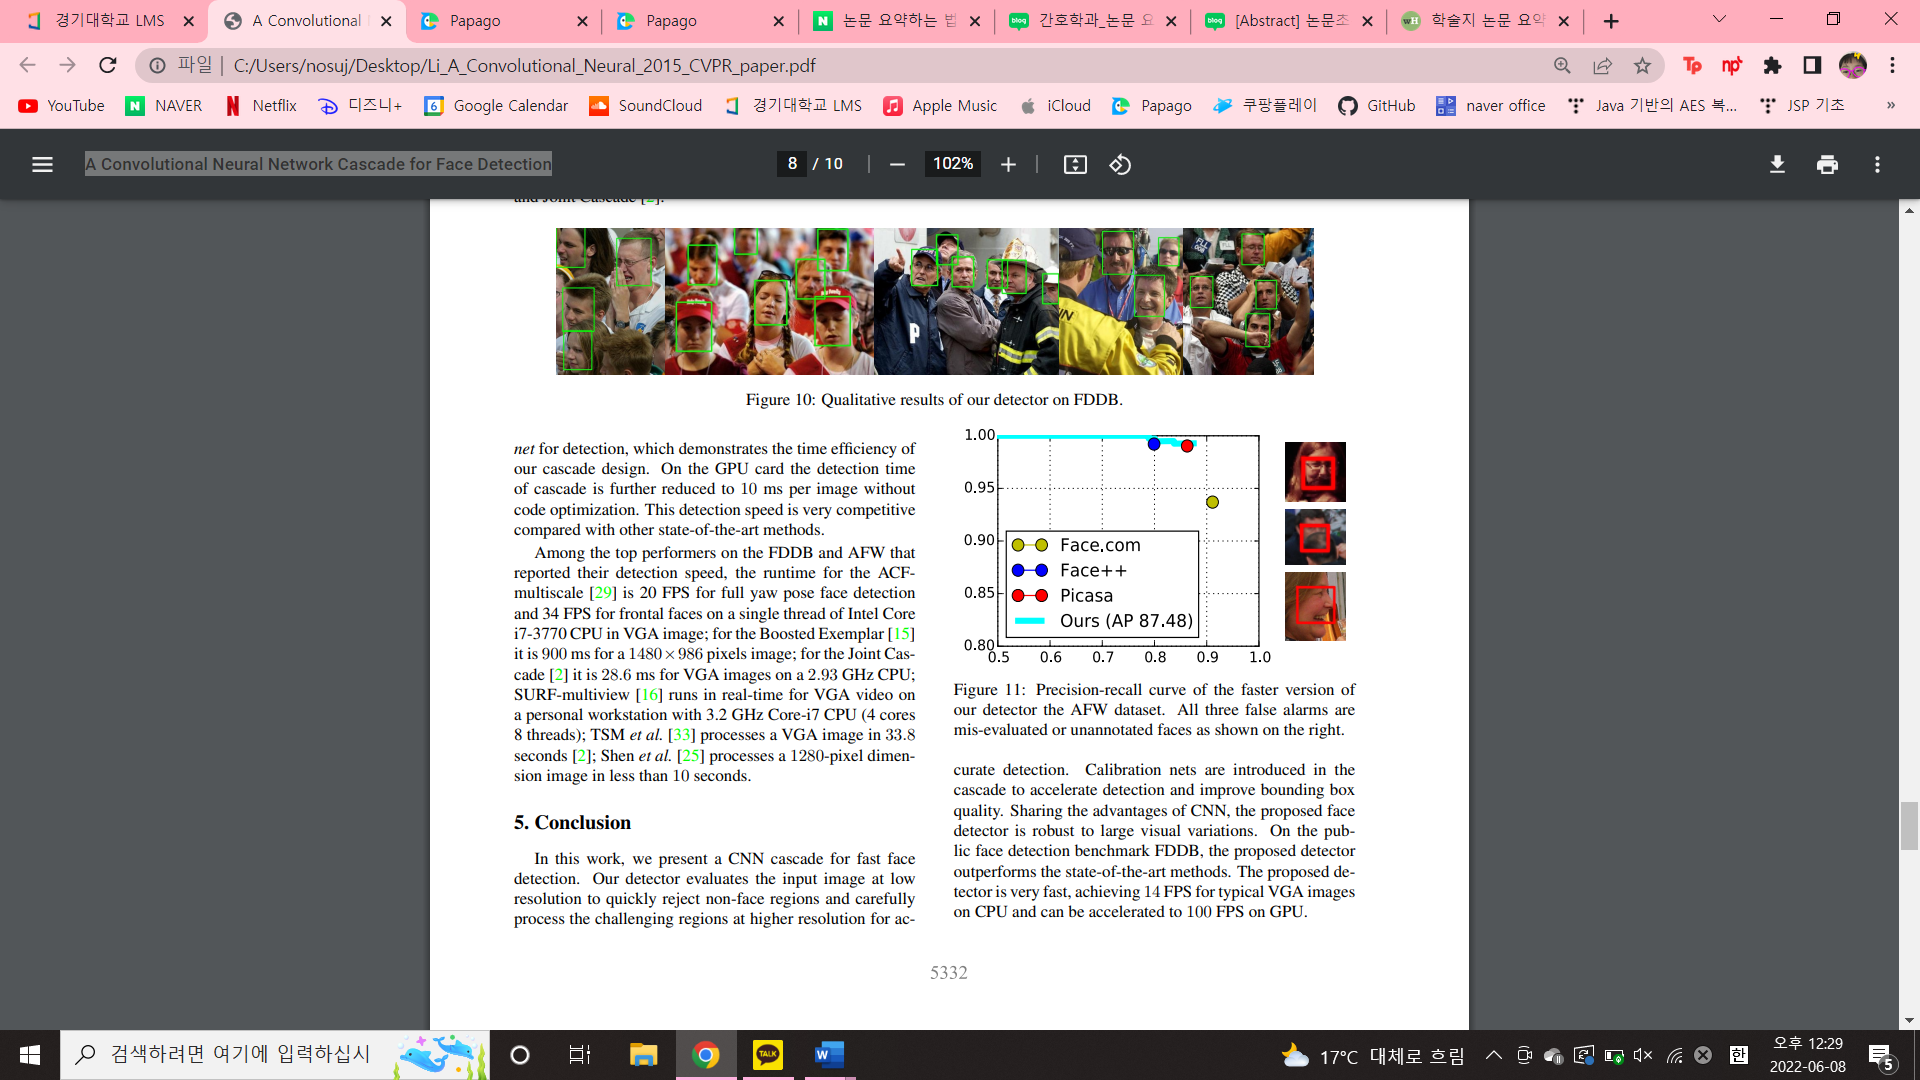 경기대학교 LMS
A Convolutional
Papago
Papago
논문 요약하는 법
간호학과_논문 요
[Abstract] 논문조
학술지 논문 요약
파일 | C:/Users/nosuj/Desktop/Li_A_Convolutional_Neural_2015_CVPR_paper.pdf
YouTube
NAVER
Netflix
디즈니+
Google Calendar
SoundCloud
경기대학교 LMS
Apple Music
iCloud
Papago
쿠팡플레이
GitHub
naver office
Java 기반의 AES 복...
JSP 기초
»
A Convolutional Neural Network Cascade for Face Detection
8 / 10
102%
and Joint Cascade [2].
Figure 10: Qualitative results of our detector on FDDB.
net for detection, which demonstrates the time efficiency of
our cascade design. On the GPU card the detection time
of cascade is further reduced to 10 ms per image without
code optimization. This detection speed is very competitive
compared with other state-of-the-art methods.
Among the top performers on the FDDB and AFW that
reported their detection speed, the runtime for the ACF-
multiscale [29] is 20 FPS for full yaw pose face detection
and 34 FPS for frontal faces on a single thread of Intel Core
i7-3770 CPU in VGA image; for the Boosted Exemplar [15]
it is 900 ms for a 1480×986 pixels image; for the Joint Cas-
cade [2] it is 28.6 ms for VGA images on a 2.93 GHz CPU;
SURF-multiview [16] runs in real-time for VGA video on
a personal workstation with 3.2 GHz Core-i7 CPU (4 cores
8 threads); TSM et al. [33] processes a VGA image in 33.8
seconds [2]; Shen et al. [25] processes a 1280-pixel dimen-
sion image in less than 10 seconds.
5. Conclusion
In this work, we present a CNN cascade for fast face
detection. Our detector evaluates the input image at low
resolution to quickly reject non-face regions and carefully
process the challenging regions at higher resolution for ac-
1.00
0.95
0.90
0.85
0.80
0.5 0.6 0.7 0.8 0.9 1.0
Face.com
Face++
Picasa
Ours (AP 87.48)
Figure 11: Precision-recall curve of the faster version of
our detector the AFW dataset. All three false alarms are
mis-evaluated or unannotated faces as shown on the right.
curate detection. Calibration nets are introduced in the
cascade to accelerate detection and improve bounding box
quality. Sharing the advantages of CNN, the proposed face
detector is robust to large visual variations. On the pub-
lic face detection benchmark FDDB, the proposed detector
outperforms the state-of-the-art methods. The proposed de-
tector is very fast, achieving 14 FPS for typical VGA images
on CPU and can be accelerated to 100 FPS on GPU.
5332
검색하려면 여기에 입력하십시
17°C 대체로 흐림
한
오후 12:29
2022-06-08
5